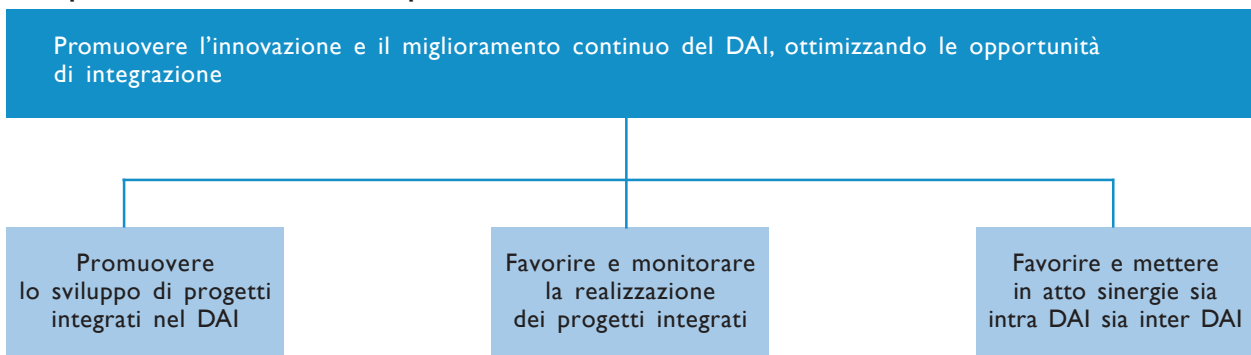 Promuovere l’innovazione e il miglioramento continuo del DAI, ottimizzando le opportunità
di integrazione
Promuovere
lo sviluppo di progetti
integrati nel DAI
Favorire e monitorare
la realizzazione
dei progetti integrati
Favorire e mettere
in atto sinergie sia
intra DAI sia inter DAI